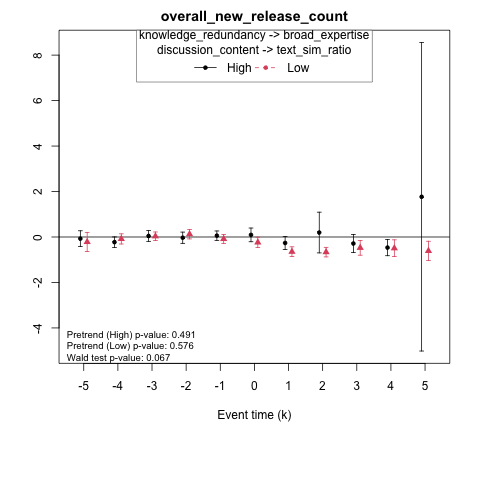 overall_new_release_count
knowledge_redundancy -> broad_expertise
discussion_content -> text_sim_ratio
High Low
8
6
4
2
0
-2
-4
Pretrend (High) p-value: 0.491
Pretrend (Low) p-value: 0.576
Wald test p-value: 0.067
-5 -4 -3 -2 -1 0 1 2 3 4 5
Event time (k)